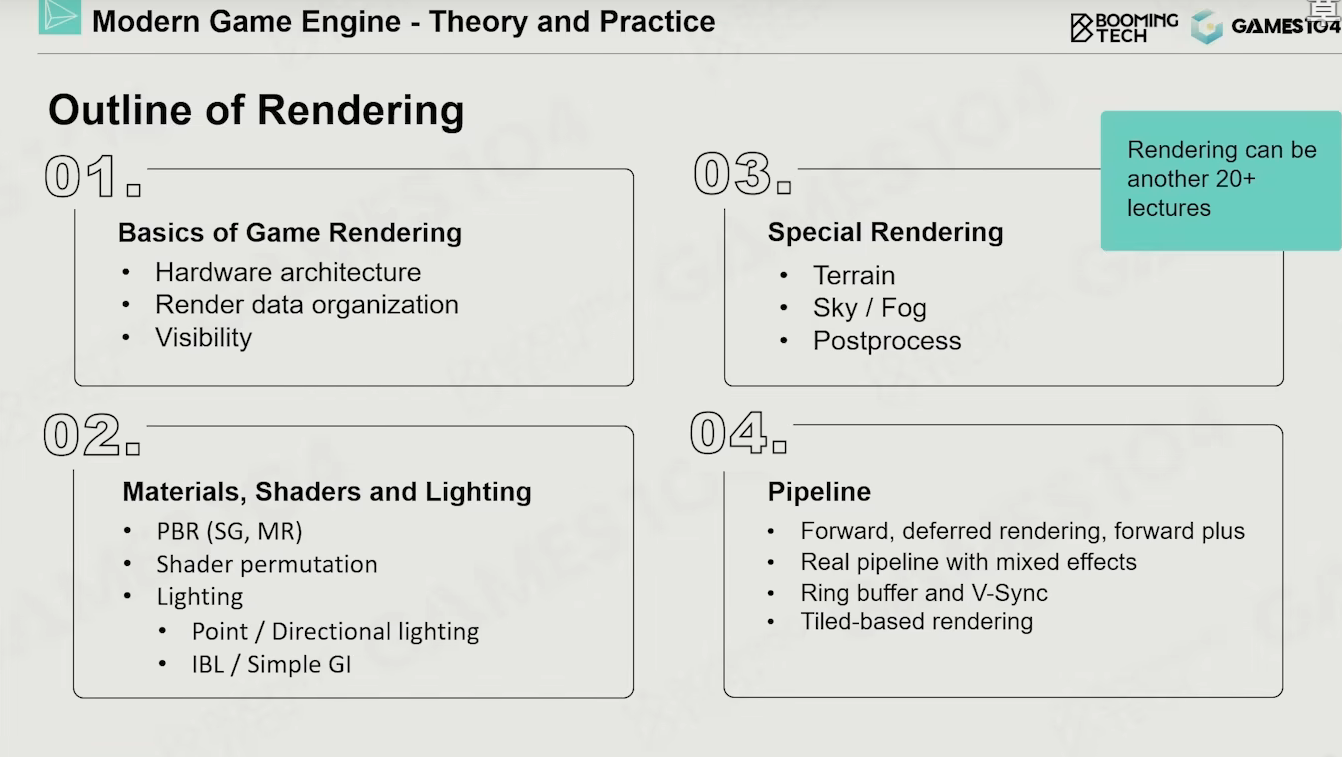 Modern Game Engine - Theory and Practice
BOOMING
TECH
GAMES104
Outline of Rendering
01.
Basics of Game Rendering
• Hardware architecture
• Render data organization
• Visibility
02.
Materials, Shaders and Lighting
• PBR (SG, MR)
• Shader permutation
• Lighting
• Point / Directional lighting
• IBL / Simple GI
03.
Rendering can be
another 20+
lectures
Special Rendering
• Terrain
• Sky / Fog
• Postprocess
04.
Pipeline
• Forward, deferred rendering, forward plus
• Real pipeline with mixed effects
• Ring buffer and V-Sync
• Tiled-based rendering